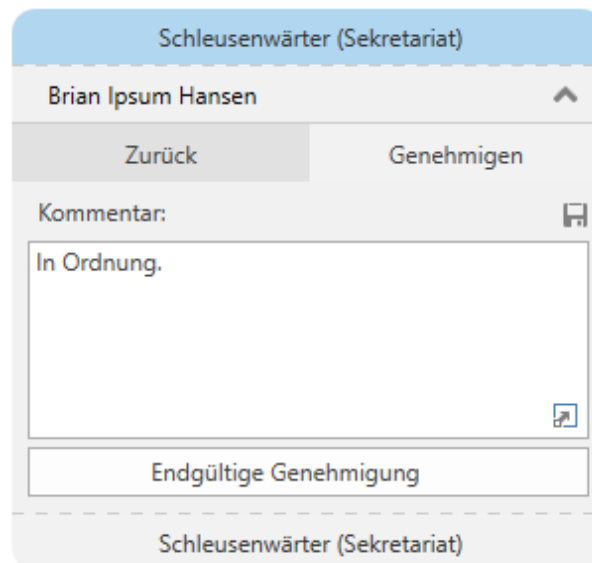 Schleusenwärter (Sekretariat)
Brian Ipsum Hansen
Zurück Genehmigen
Kommentar:
In Ordnung.
Endgültige Genehmigung
Schleusenwärter (Sekretariat)